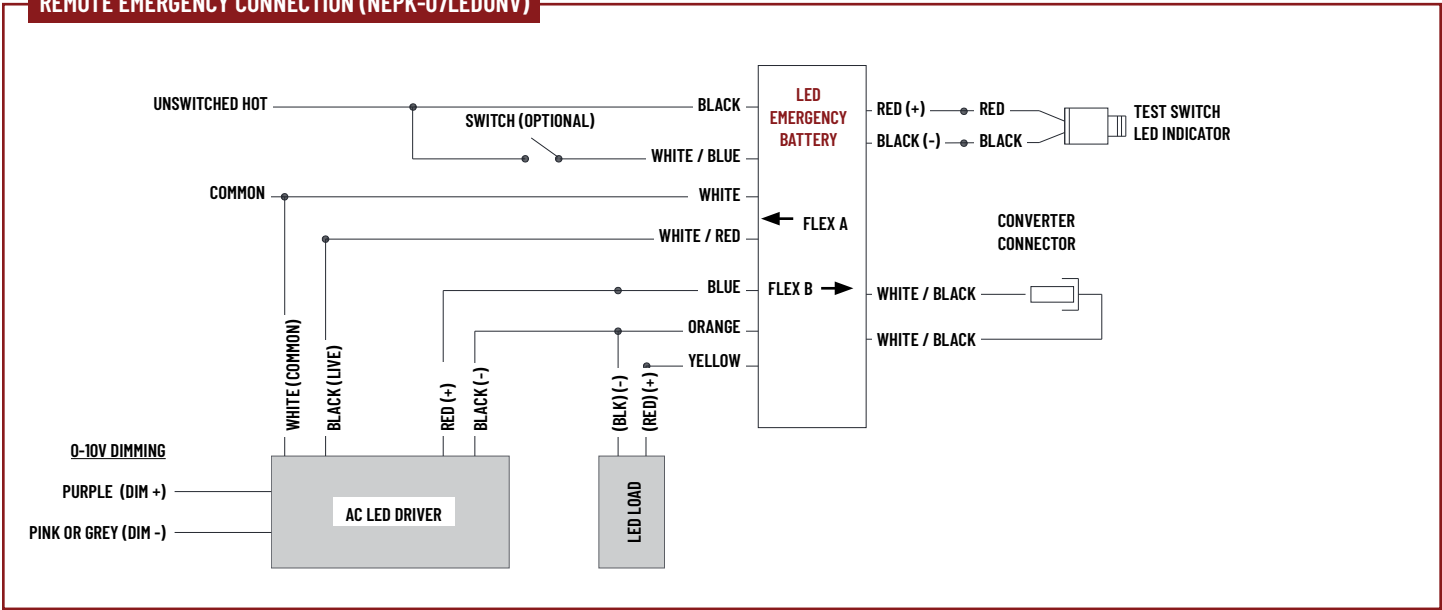 REMOTE EMERGENCY CONNECTION (NEPK-07LEDUNV)
UNSWITCHED HOT
BLACK
SWITCH (OPTIONAL)
WHITE / BLUE
COMMON
WHITE
WHITE / RED
BLUE
ORANGE
YELLOW
LED
EMERGENCY
BATTERY
FLEX A
FLEX B
RED (+)
RED
BLACK (-)
BLACK
TEST SWITCH
LED INDICATOR
CONVERTER
CONNECTOR
WHITE / BLACK
WHITE / BLACK
WHITE (COMMON)
BLACK (LIVE)
RED (+)
BLACK (-)
(BLK) (-)
(RED) (+)
0-10V DIMMING
PURPLE (DIM +)
PINK OR GREY (DIM -)
AC LED DRIVER
LED LOAD